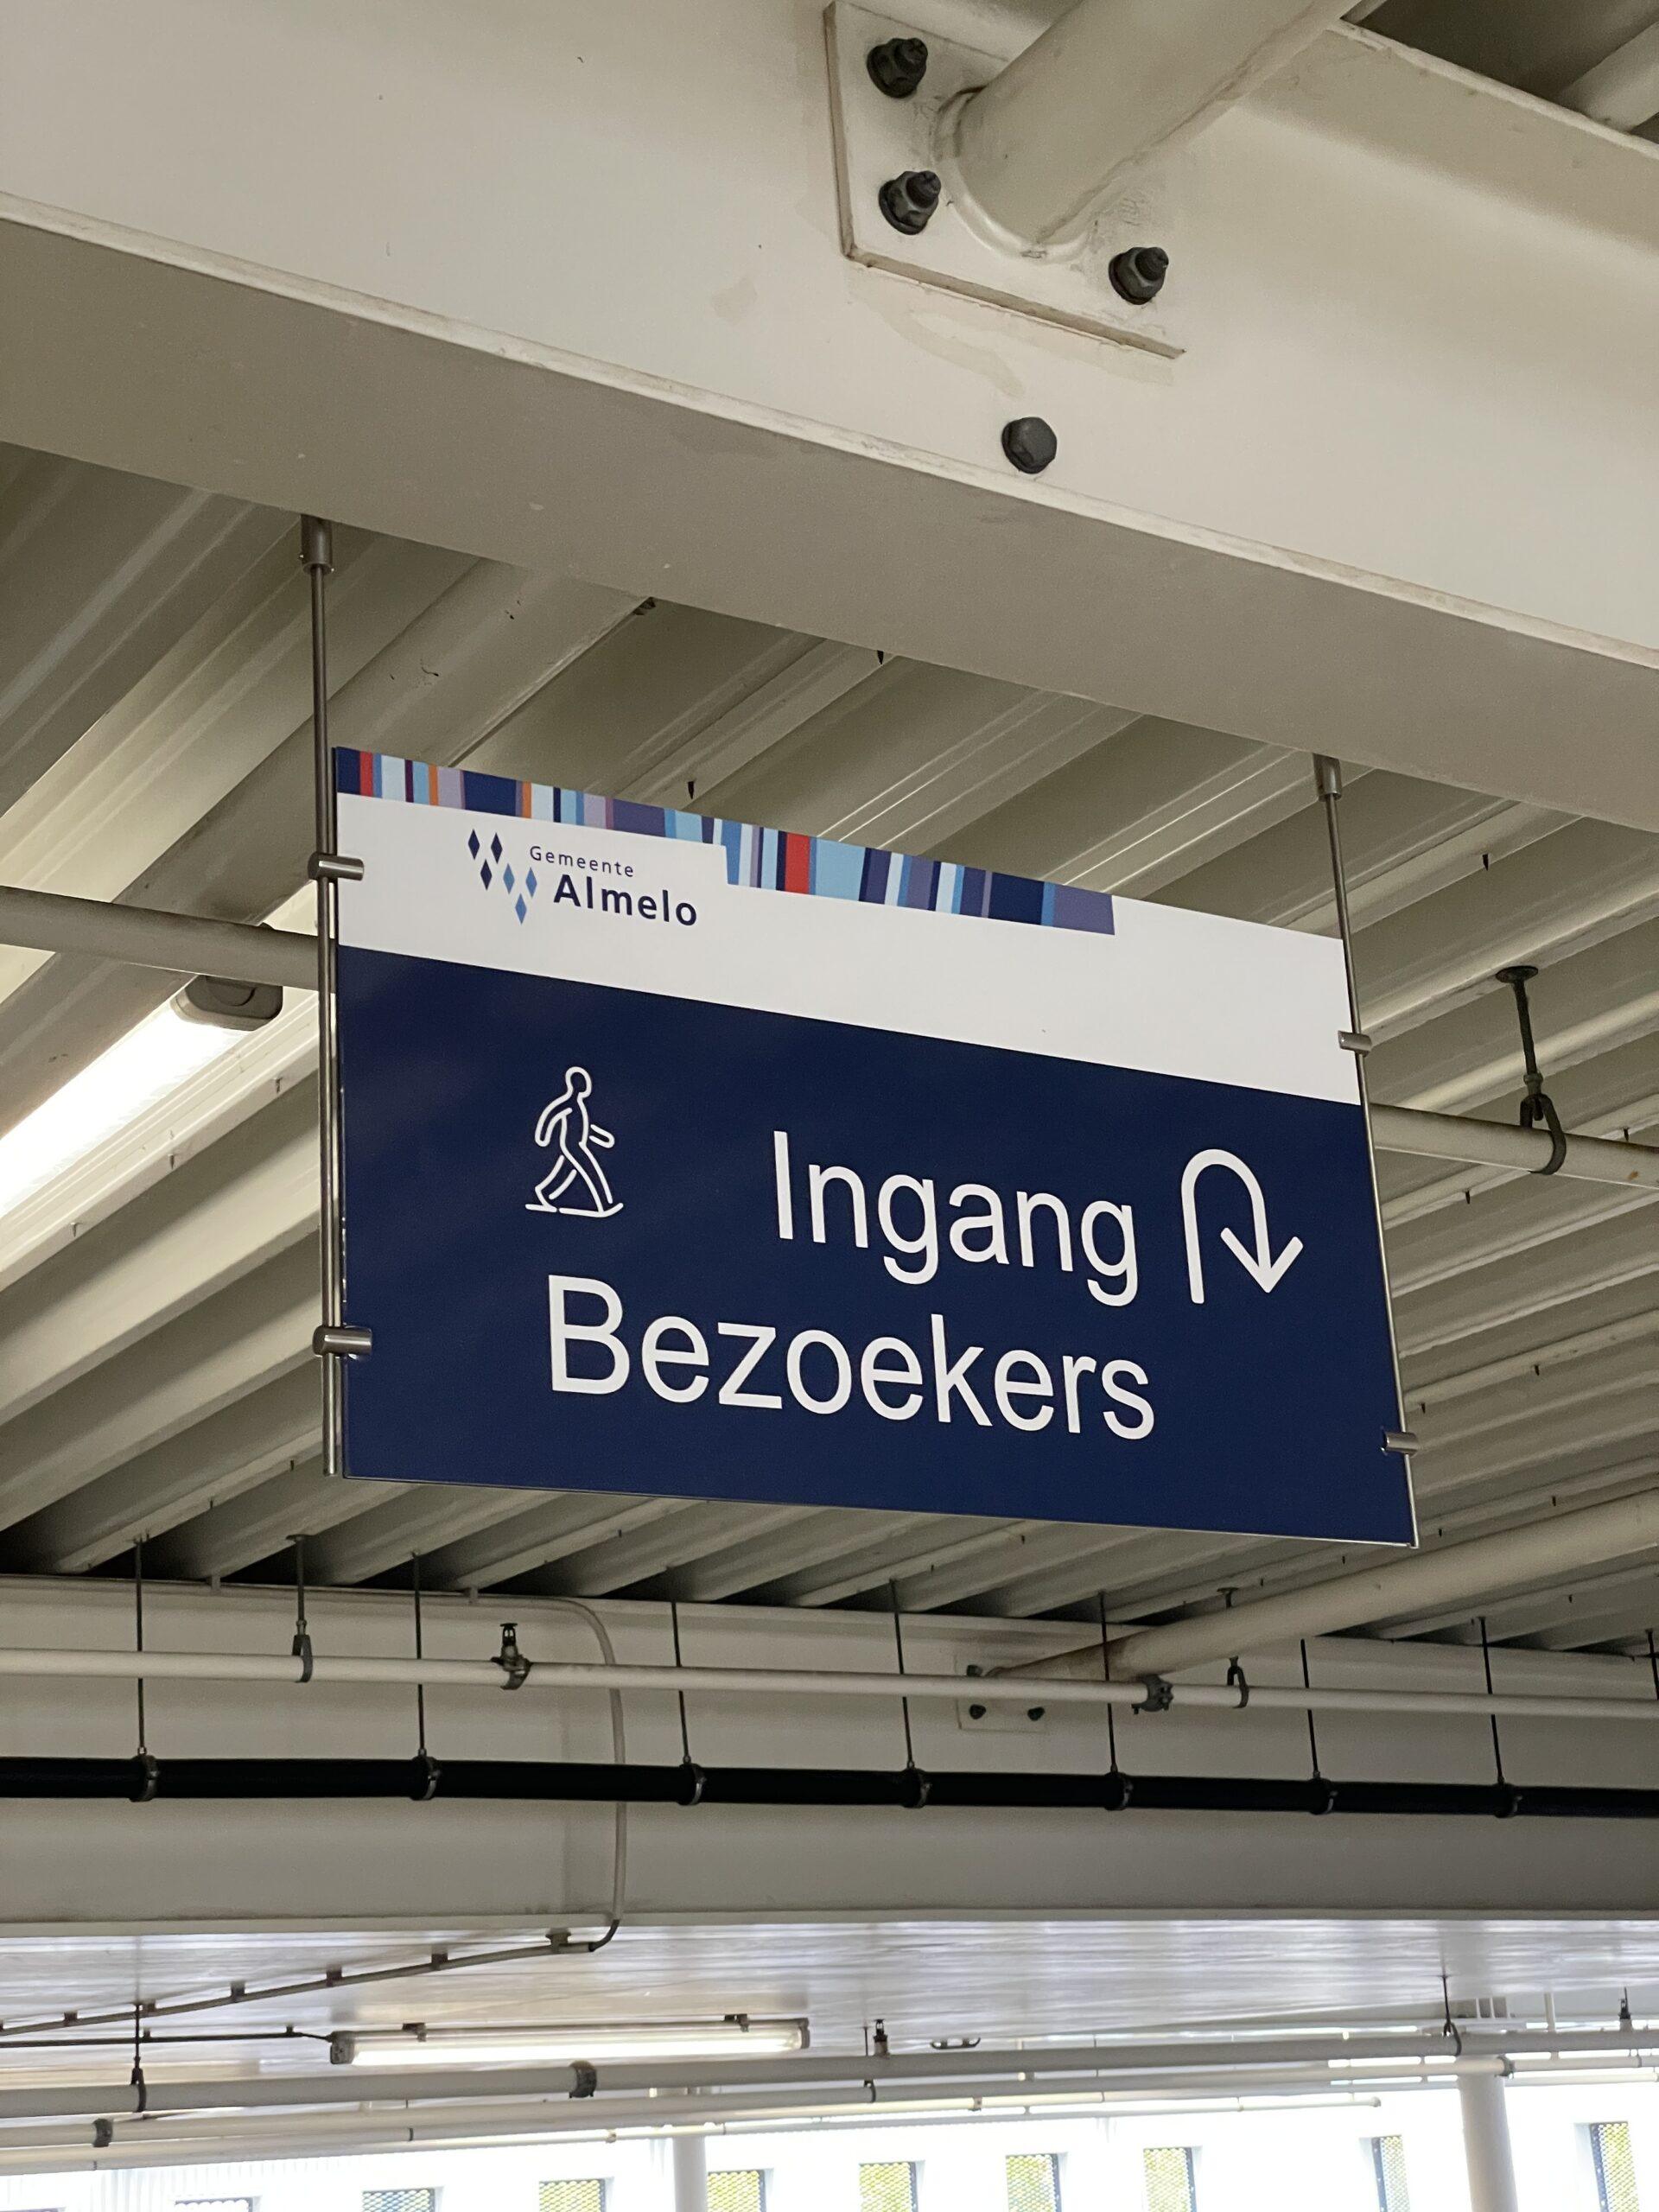 Gemeente
Almelo
Ingang
Bezoekers